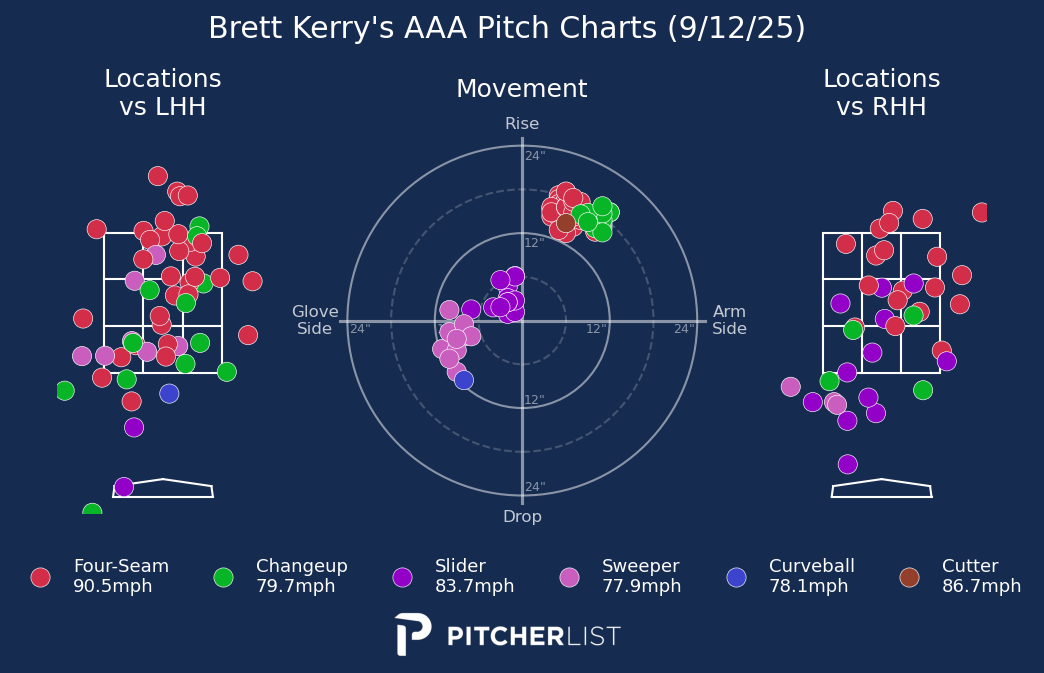 Brett Kerry's AAA Pitch Charts (9/12/25)
Locations
vs LHH
Movement
Locations
vs RHH
Rise
24"
12"
Glove
Side
24"
12"
24"
Arm
Side
12"
24"
Drop
Four-Seam
90.5mph
Changeup
79.7mph
Slider
83.7mph
Sweeper
77.9mph
Curveball
78.1mph
Cutter
86.7mph
PITCHERLIST